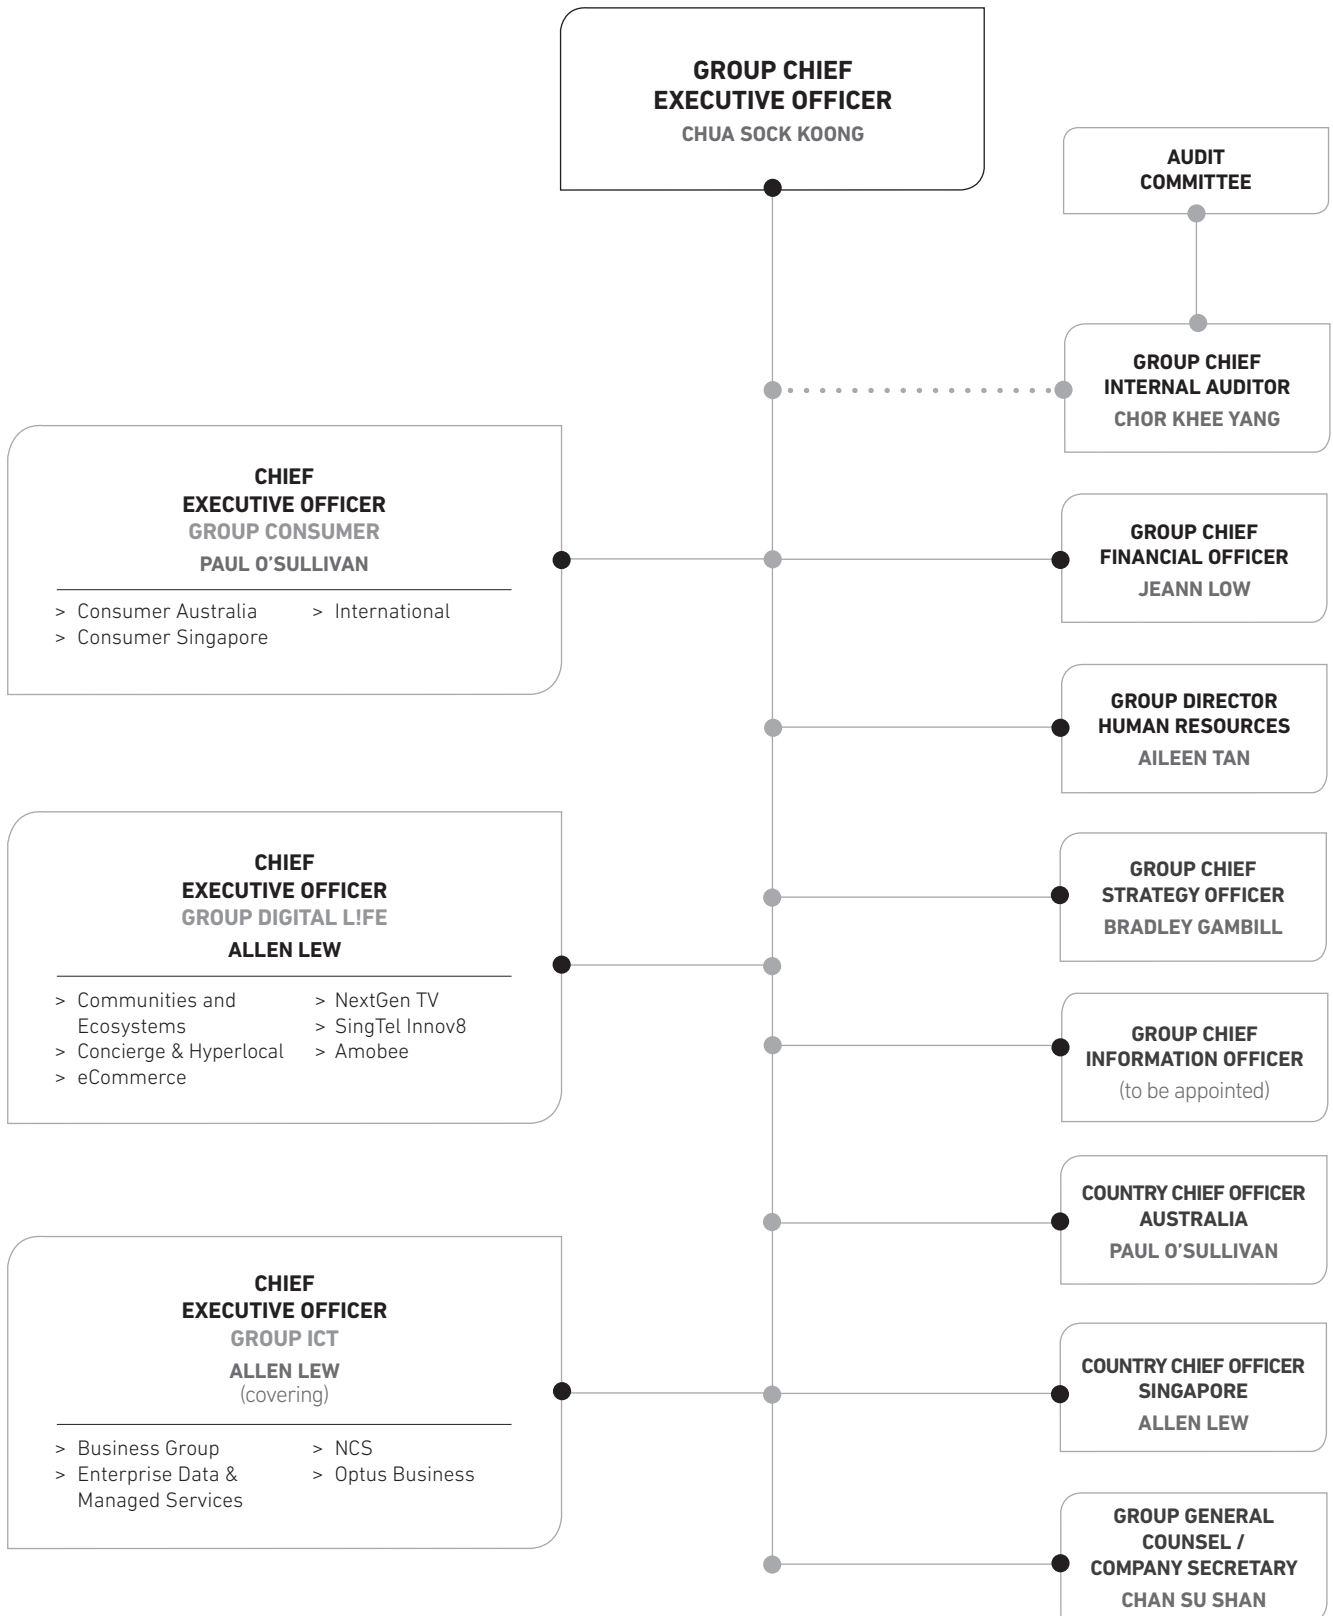 GROUP CHIEF
EXECUTIVE OFFICER
CHUA SOCK KOONG
AUDIT
COMMITTEE
GROUP CHIEF
INTERNAL AUDITOR
CHOR KHEE YANG
CHIEF
EXECUTIVE OFFICER
GROUP CONSUMER
PAUL O'SULLIVAN
> Consumer Australia
> Consumer Singapore
> International
GROUP CHIEF
FINANCIAL OFFICER
JEANN LOW
GROUP DIRECTOR
HUMAN RESOURCES
AILEEN TAN
CHIEF
EXECUTIVE OFFICER
GROUP DIGITAL L!FE
ALLEN LEW
> Communities and
Ecosystems
> Concierge & Hyperlocal
> eCommerce
> NextGen TV
> SingTel Innov8
> Amobee
GROUP CHIEF
STRATEGY OFFICER
BRADLEY GAMBILL
GROUP CHIEF
INFORMATION OFFICER
(to be appointed)
COUNTRY CHIEF OFFICER
AUSTRALIA
PAUL O'SULLIVAN
CHIEF
EXECUTIVE OFFICER
GROUP ICT
ALLEN LEW
(covering)
> Business Group
> Enterprise Data &
Managed Services
> NCS
> Optus Business
COUNTRY CHIEF OFFICER
SINGAPORE
ALLEN LEW
GROUP GENERAL
COUNSEL /
COMPANY SECRETARY
CHAN SU SHAN